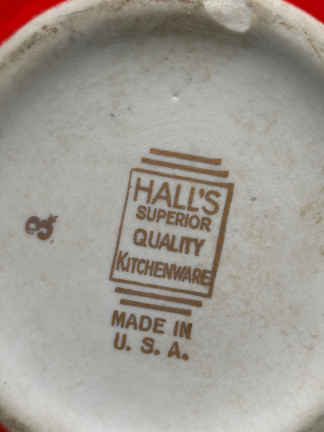 HALL'S
SUPERIOR
QUALITY
KITCHENWARE
MADE IN
U. S. A.